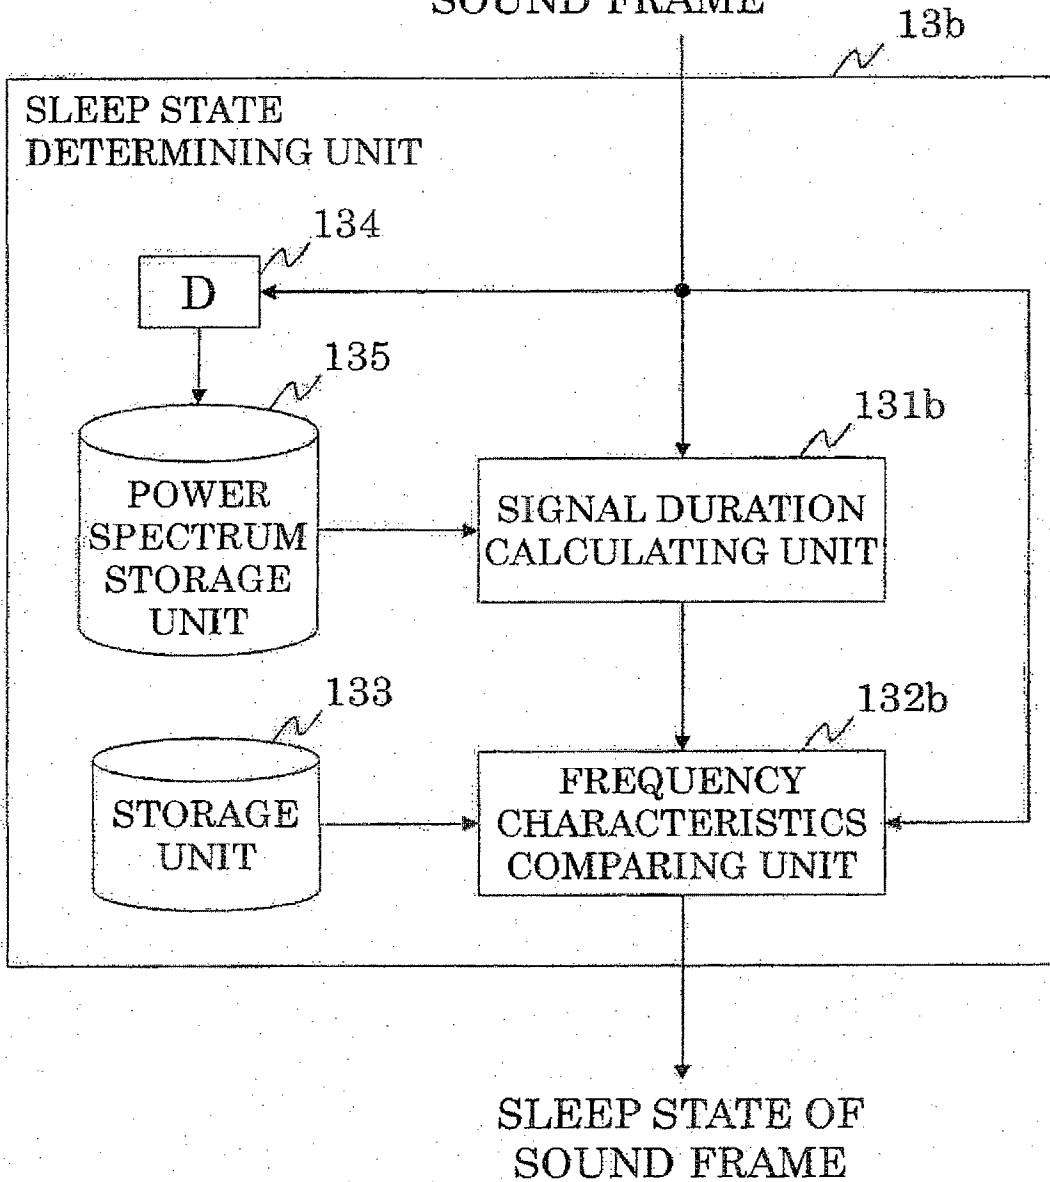 SOUND FRAME
13b
SLEEP STATE
DETERMINING UNIT
134
D
135
POWER
SPECTRUM
STORAGE
UNIT
131b
SIGNAL DURATION
CALCULATING UNIT
133
STORAGE
UNIT
132b
FREQUENCY
CHARACTERISTICS
COMPARING UNIT
SLEEP STATE OF
SOUND FRAME